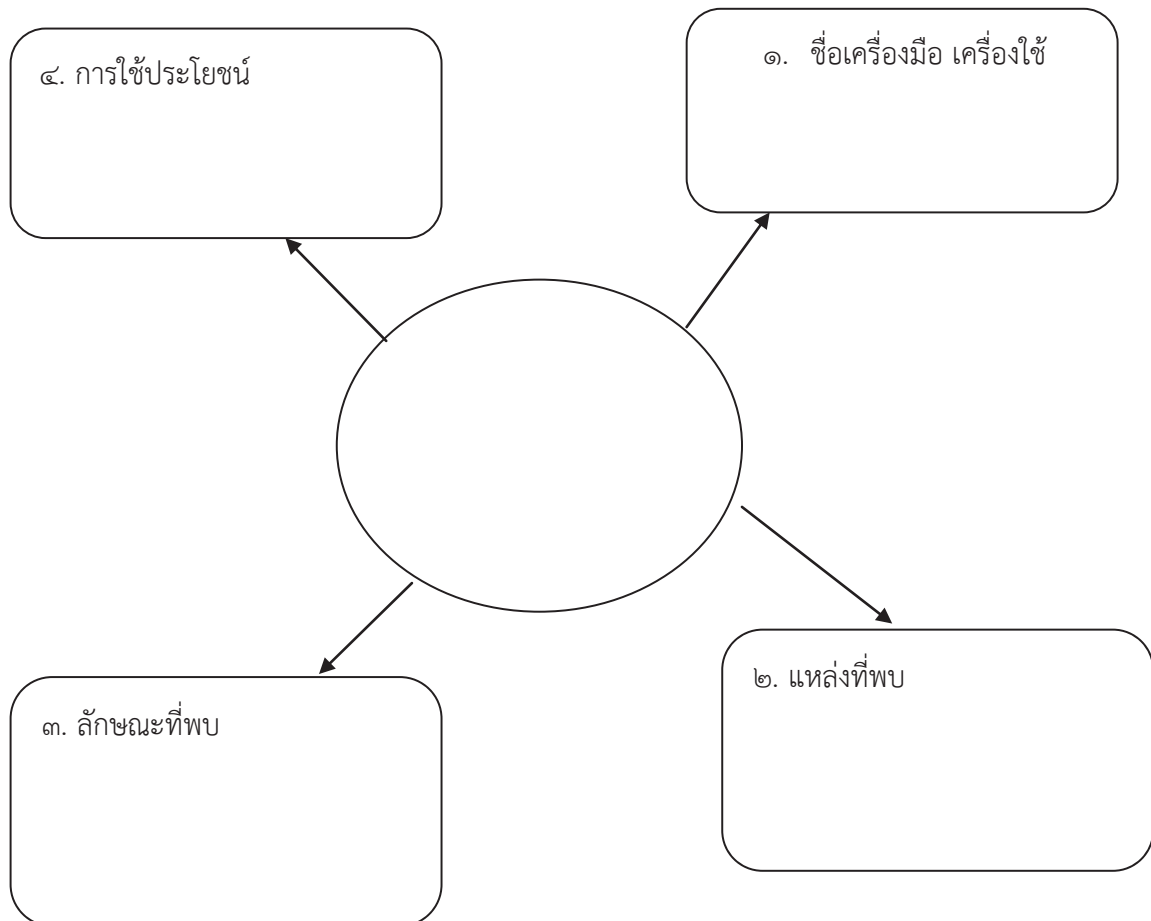 ๔. การใช้ประโยชน์
๑. ชื่อเครื่องมือ เครื่องใช้
๒. แหล่งที่พบ
๓. ลักษณะที่พบ